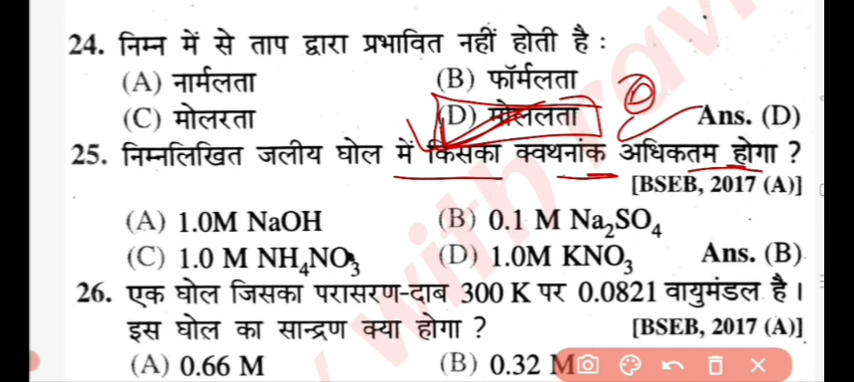 24. निम्न में से ताप द्वारा प्रभावित नहीं होती है :
(A) नार्मलता (B) फॉर्मलता
(C) मोलरता (D) मोललता Ans. (D)
25. निम्नलिखित जलीय घोल में किसका क्वथनांक अधिकतम होगा ?
[BSEB, 2017 (A)]
(A) 1.0M NaOH (B) 0.1 M Na₂SO₄
(C) 1.0 M NH₄NO₃ (D) 1.0M KNO₃ Ans. (B)
26. एक घोल जिसका परासरण-दाब 300 K पर 0.0821 वायुमंडल है।
इस घोल का सान्द्रण क्या होगा ? [BSEB, 2017 (A)]
(A) 0.66 M (B) 0.32 M